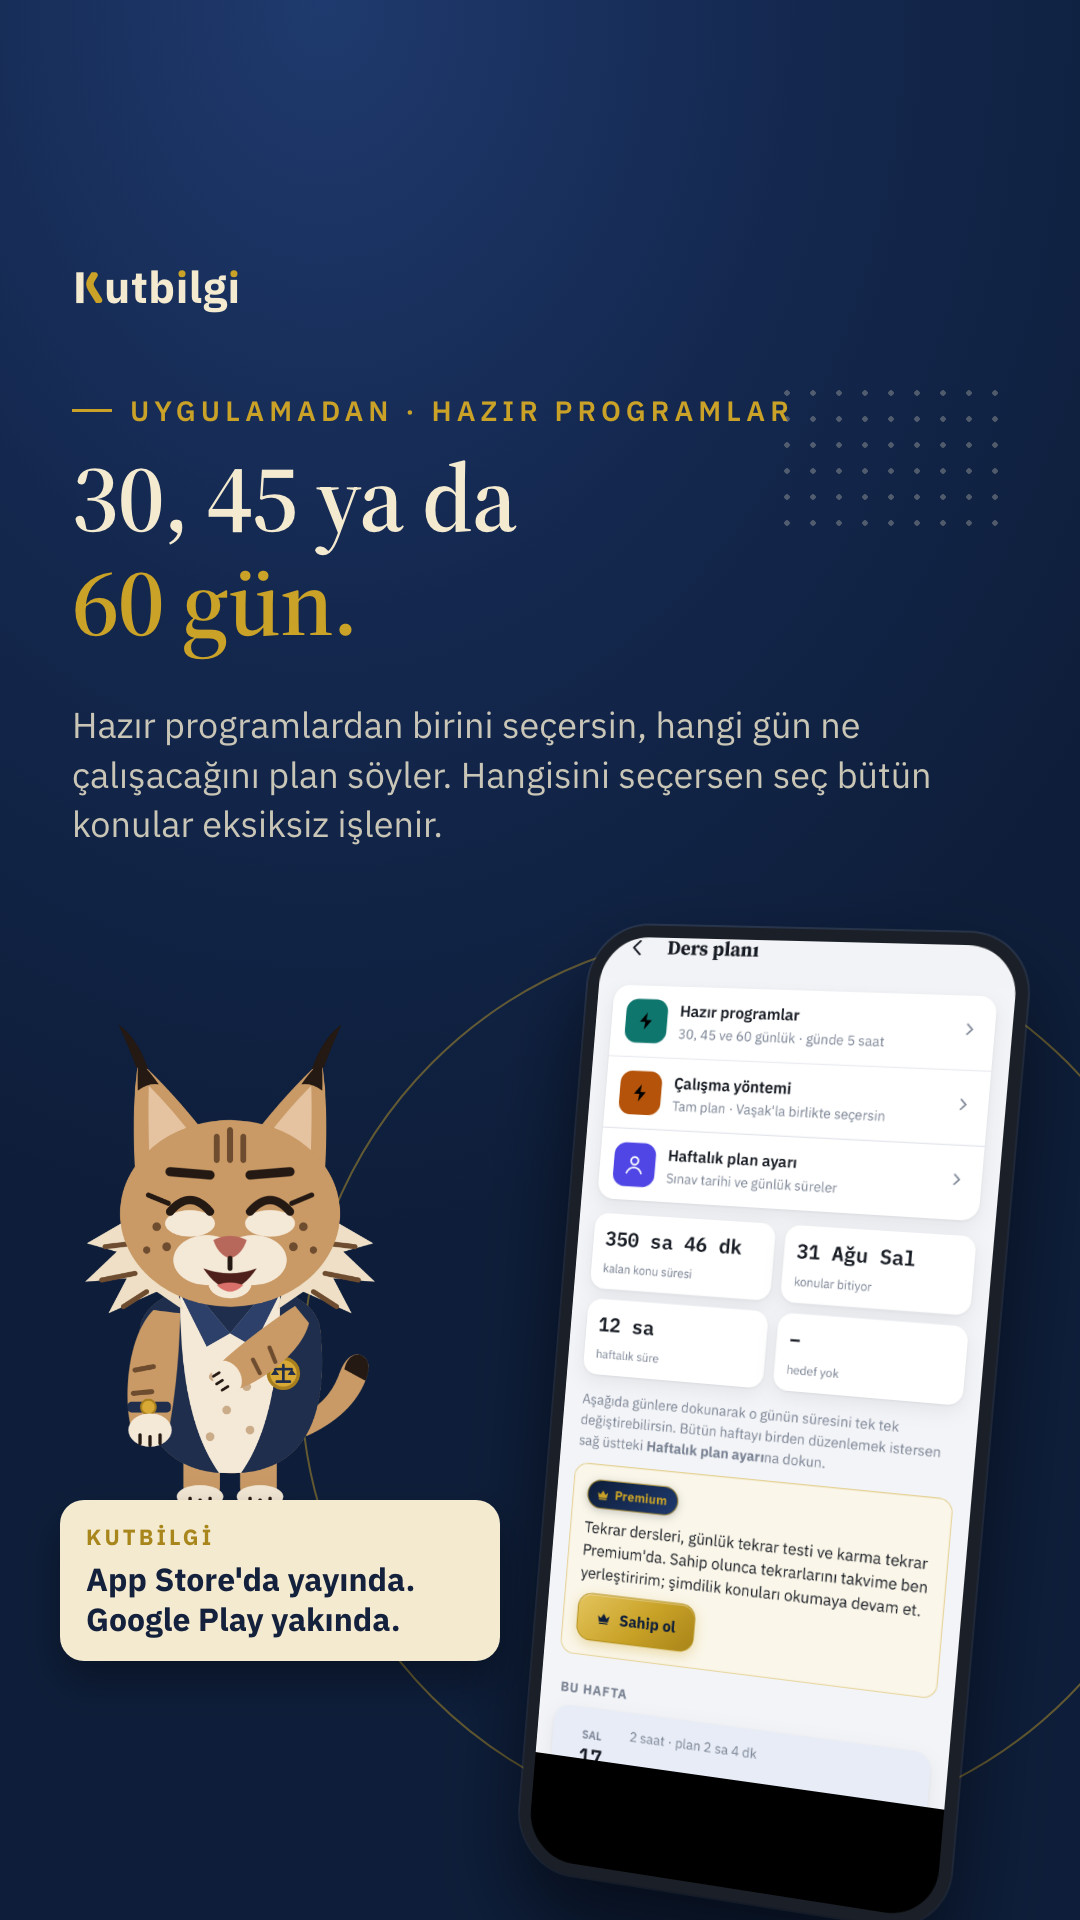 Kutbilgi
UYGULAMADAN · HAZIR PROGRAMLAR
30, 45 ya da
60 gün.
Hazır programlardan birini seçersin, hangi gün ne
çalışacağını plan söyler. Hangisini seçersen seç bütün
konular eksiksiz işlenir.
Ders planı
Hazır programlar
30, 45 ve 60 günlük · günde 5 saat
Çalışma yöntemi
Tam plan · Vaşak'la birlikte seçersin
Haftalık plan ayarı
Sınav tarihi ve günlük süreler
350 sa 46 dk
kalan konu süresi
31 Ağu Sal
konular bitiyor
12 sa
haftalık süre
–
hedef yok
Aşağıda günlere dokunarak o günün süresini tek tek
değiştirebilirsin. Bütün haftayı birden düzenlemek istersen
sağ üstteki Haftalık plan ayarına dokun.
Premium
Tekrar dersleri, günlük tekrar testi ve karma tekrar
Premium'da. Sahip olunca tekrarlarını takvime ben
yerleştiririm; şimdilik konuları okumaya devam et.
Sahip ol
BU HAFTA
SAL
17
2 saat · plan 2 sa 4 dk
KUTBİLGİ
App Store'da yayında.
Google Play yakında.